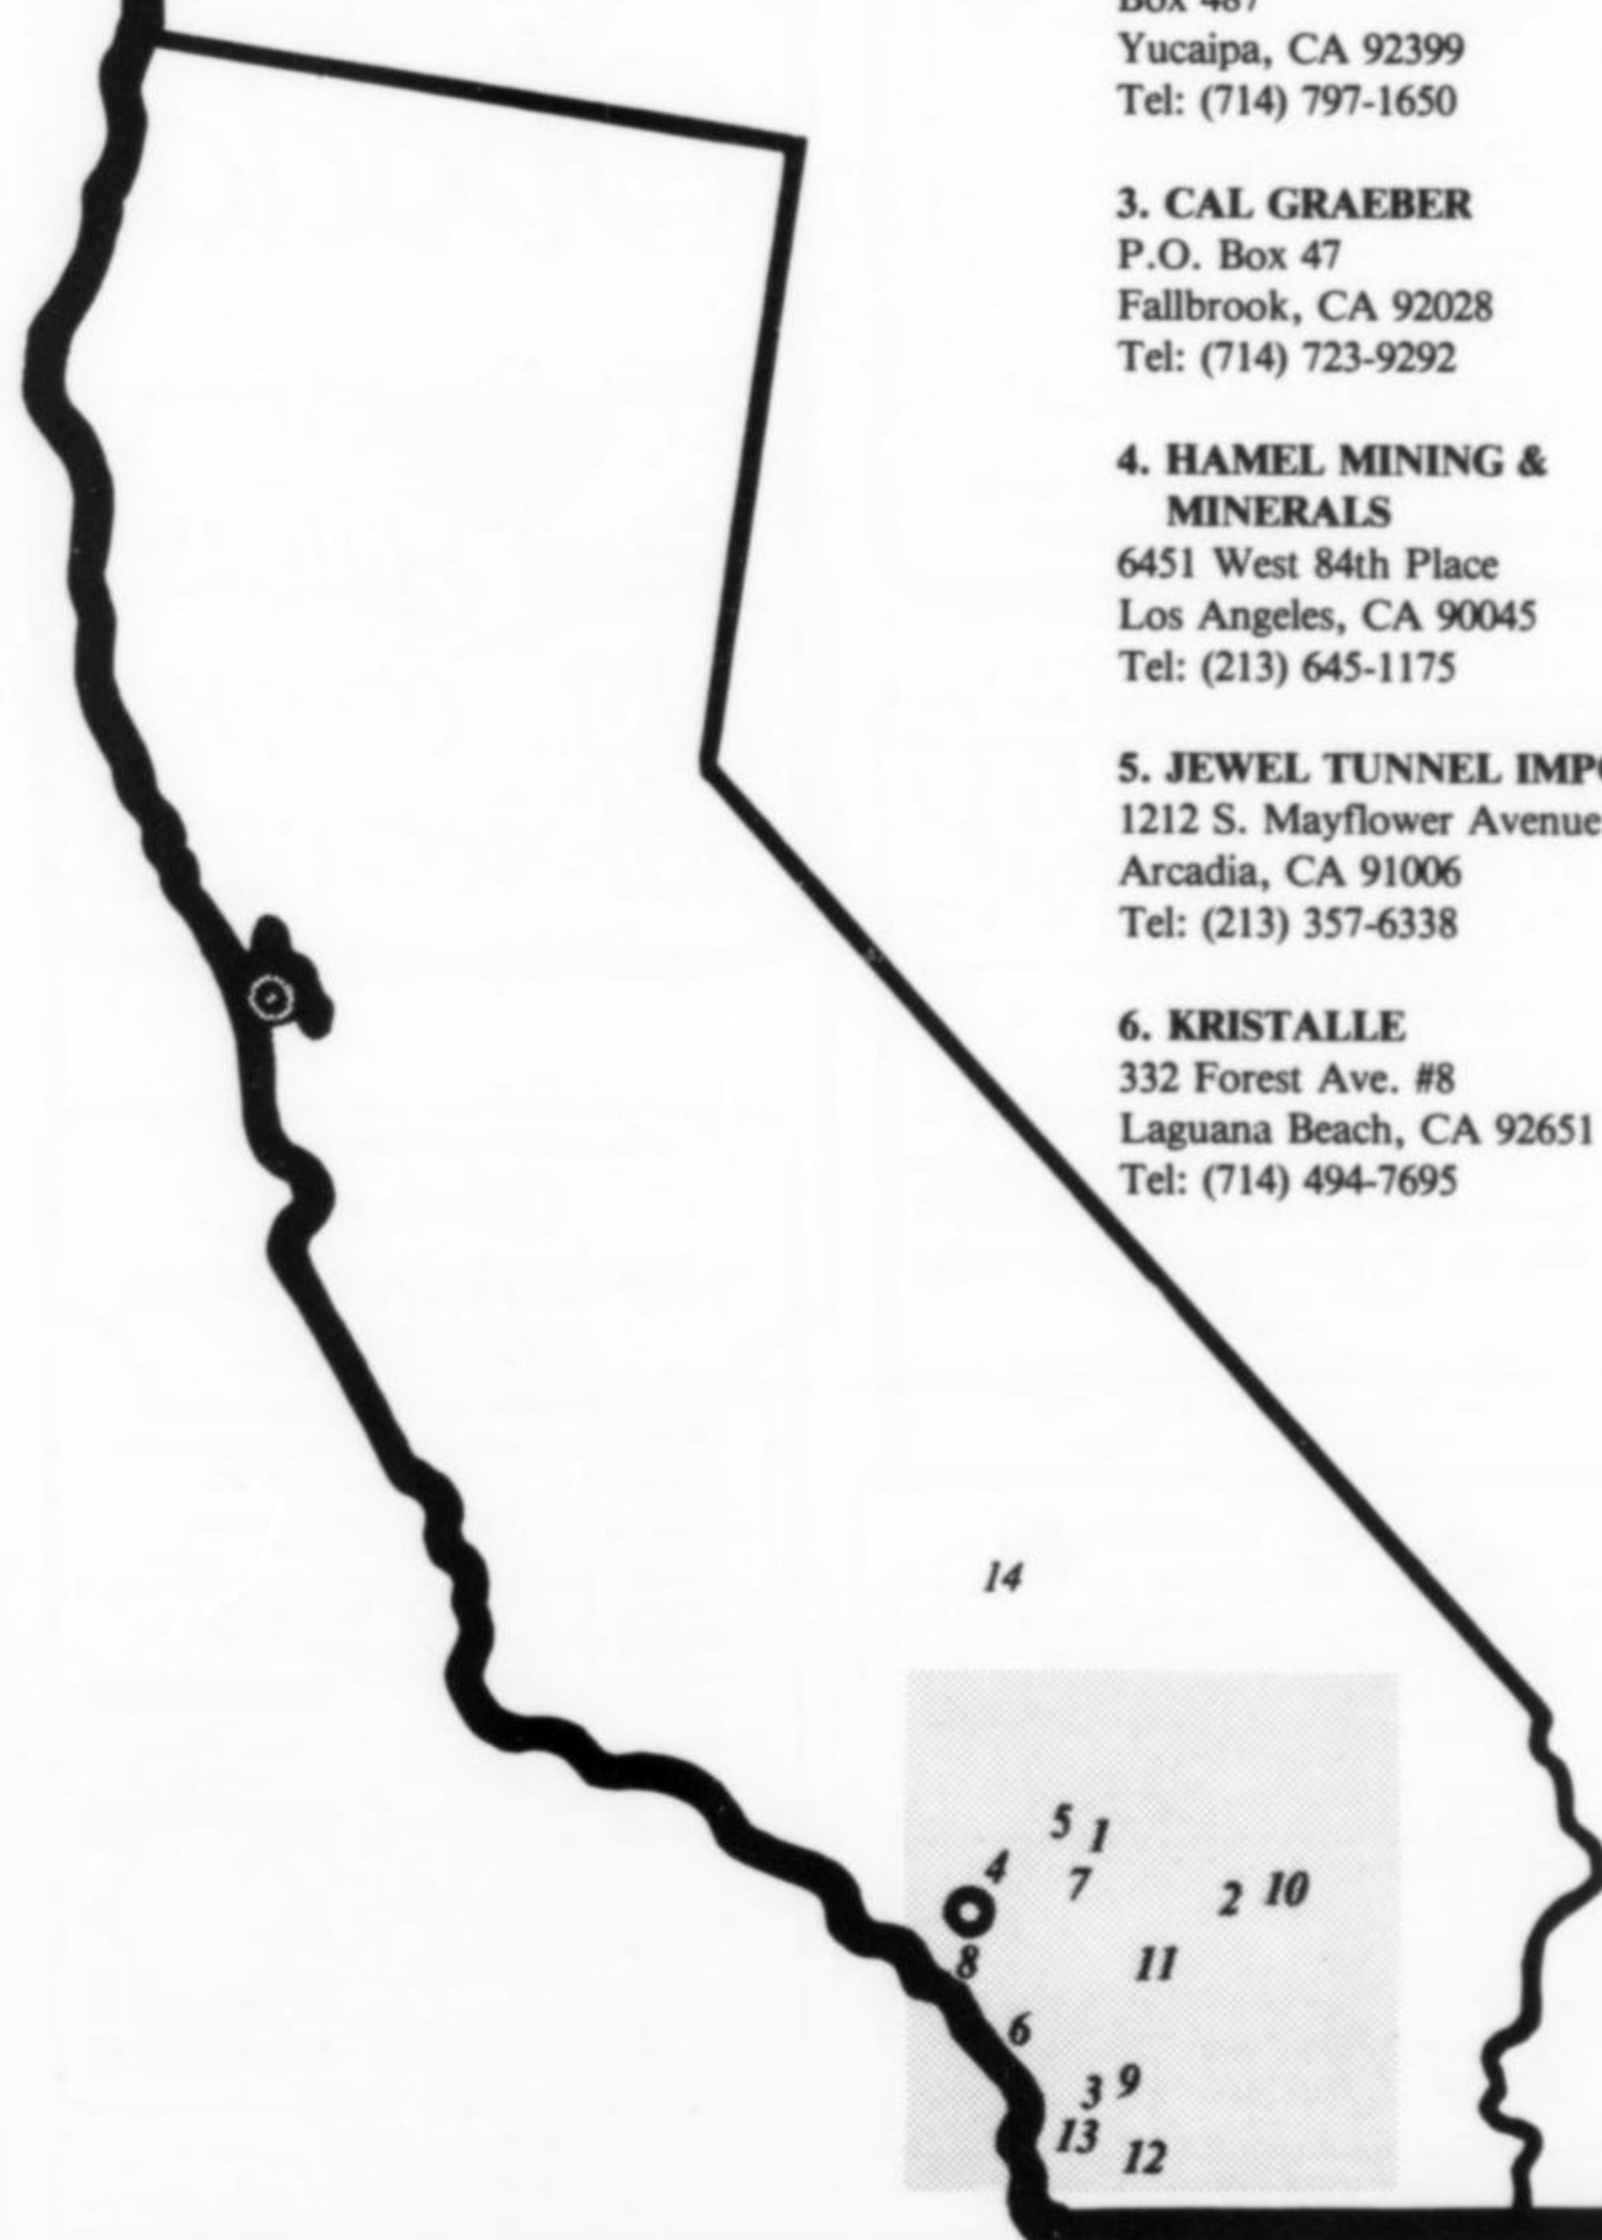 Box 487
Yucaipa, CA 92399
Tel: (714) 797-1650
3. CAL GRAEBER
P.O. Box 47
Fallbrook, CA 92028
Tel: (714) 723-9292
4. HAMEL MINING &
MINERALS
6451 West 84th Place
Los Angeles, CA 90045
Tel: (213) 645-1175
5. JEWEL TUNNEL IMPO
1212 S. Mayflower Avenue
Arcadia, CA 91006
Tel: (213) 357-6338
6. KRISTALLE
332 Forest Ave. #8
Laguana Beach, CA 92651
Tel: (714) 494-7695
14
5 1
4 7
2 10
8 11
6
3 9
13 12